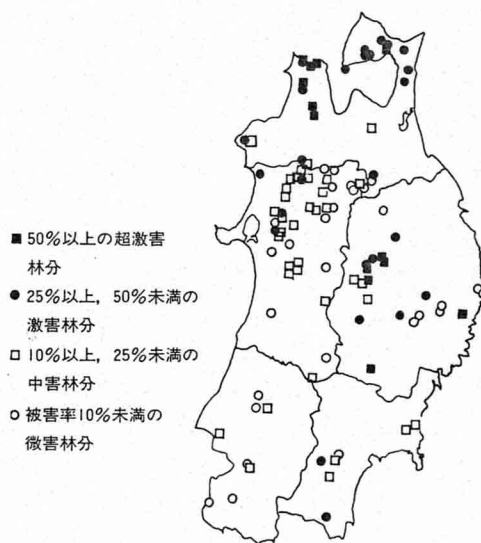 ■ 50%以上の超激害
林分
● 25%以上，50%未満の
激害林分
□ 10%以上，25%未満の
中害林分
○ 被害率10%未満の
微害林分